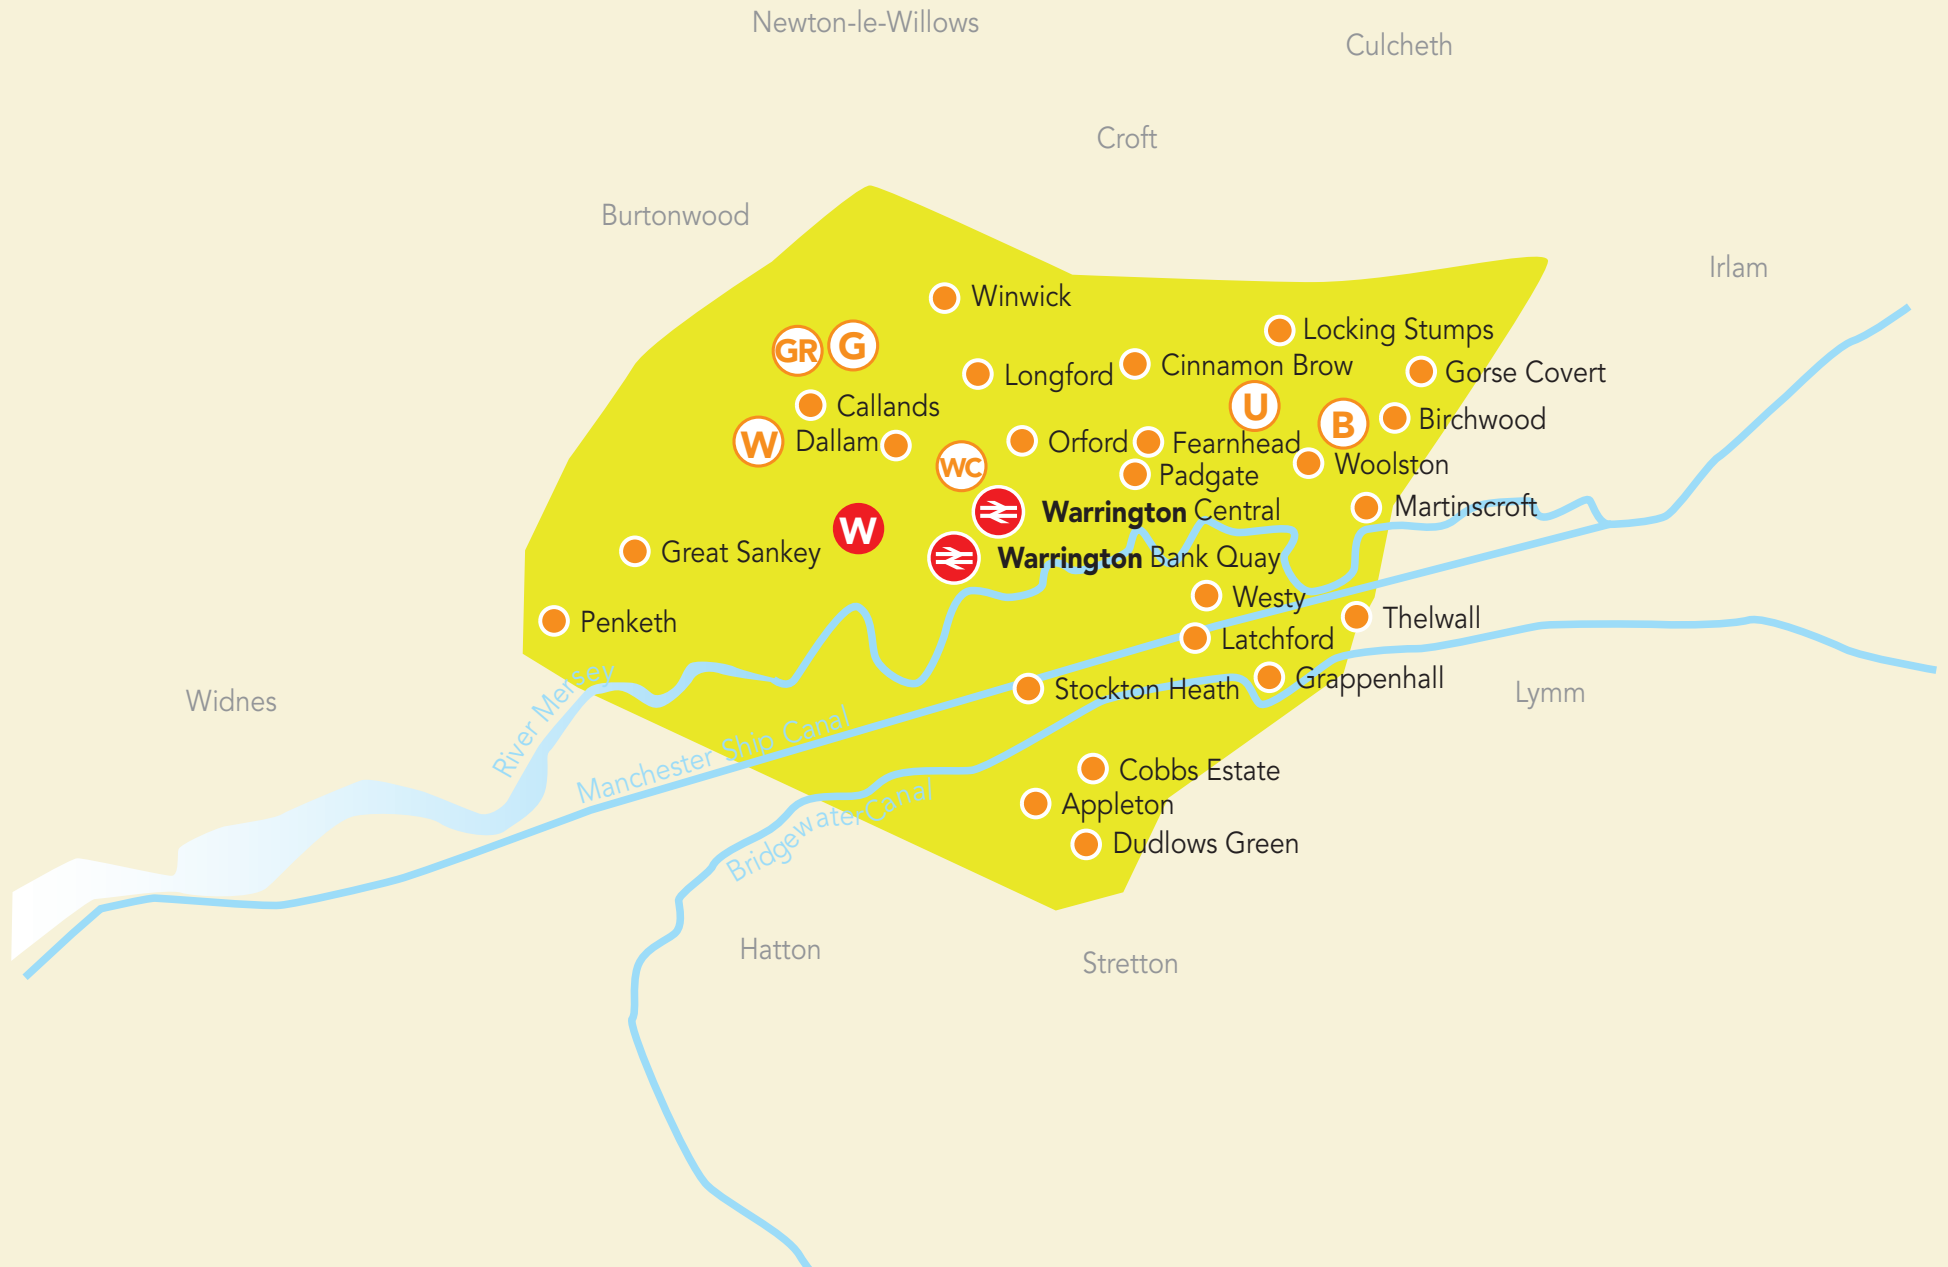 Newton-le-Willows
Culcheth
Croft
Burtonwood
Irlam
Winwick
Locking Stumps
GR
G
Longford
Cinnamon Brow
Gorse Covert
Callands
U
B
Birchwood
W
Dallam
Orford
Fearnhead
WC
Padgate
Woolston
Warrington Central
Martinscroft
W
Great Sankey
Warrington Bank Quay
Westy
Penketh
Thelwall
Latchford
Grappenhall
Stockton Heath
Widnes
Lymm
River Mersey
Manchester Ship Canal
Cobbs Estate
Appleton
Bridgewater Canal
Dudlows Green
Hatton
Stretton